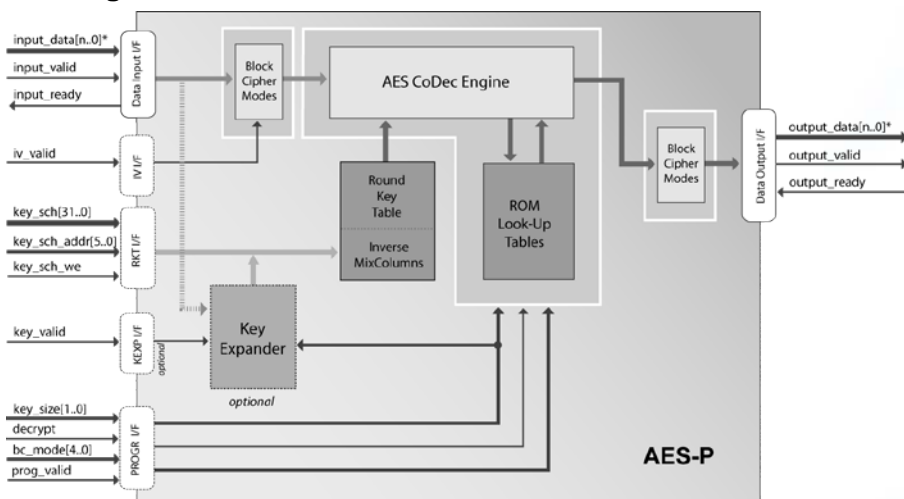 input_data[n..0]*
input_valid
input_ready
Data Input I/F
Block
Cipher
Modes
AES CoDec Engine
iv_valid
IV I/F
Round
Key
Table
Inverse
MixColumns
ROM
Look-Up
Tables
Block
Cipher
Modes
Data Output I/F
output_data[n..0]*
output_valid
output_ready
key_sch[31..0]
key_sch_addr[5..0]
key_sch_we
RKT I/F
key_valid
KEXP I/F
optional
Key
Expander
optional
key_size[1..0]
decrypt
bc_mode[4..0]
prog_valid
PROGR I/F
AES-P